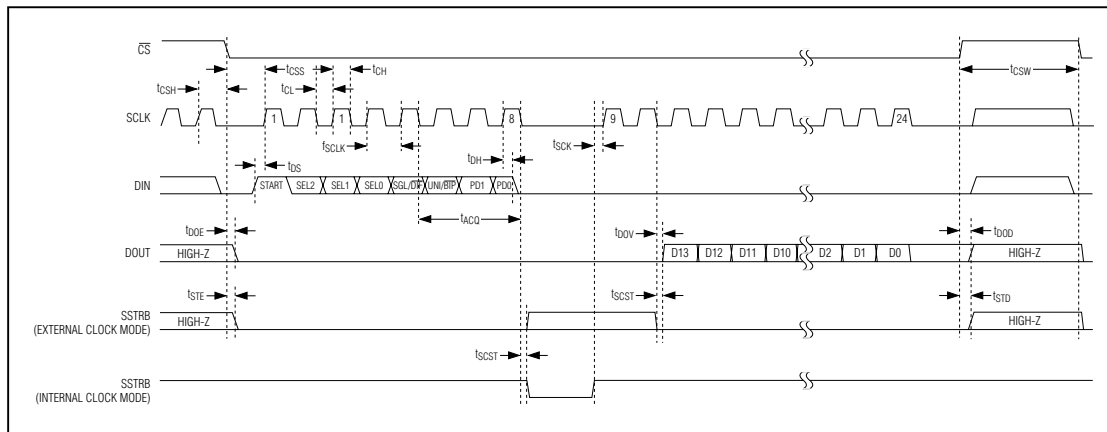 CS
tCSS
tCH
tCSH
tCL
tCSW
SCLK
1
1
8
9
24
fSCLK
tDH
tSCK
tDS
DIN
START
SEL2
SEL1
SEL0
SGL/DIF
UNI/BIP
PD1
PD0
tACQ
tDOE
tDOV
tDOD
DOUT
HIGH-Z
D13
D12
D11
D10
D2
D1
D0
HIGH-Z
tSTE
tSCST
tSTD
SSTRB
(EXTERNAL CLOCK MODE)
HIGH-Z
HIGH-Z
tSCST
SSTRB
(INTERNAL CLOCK MODE)